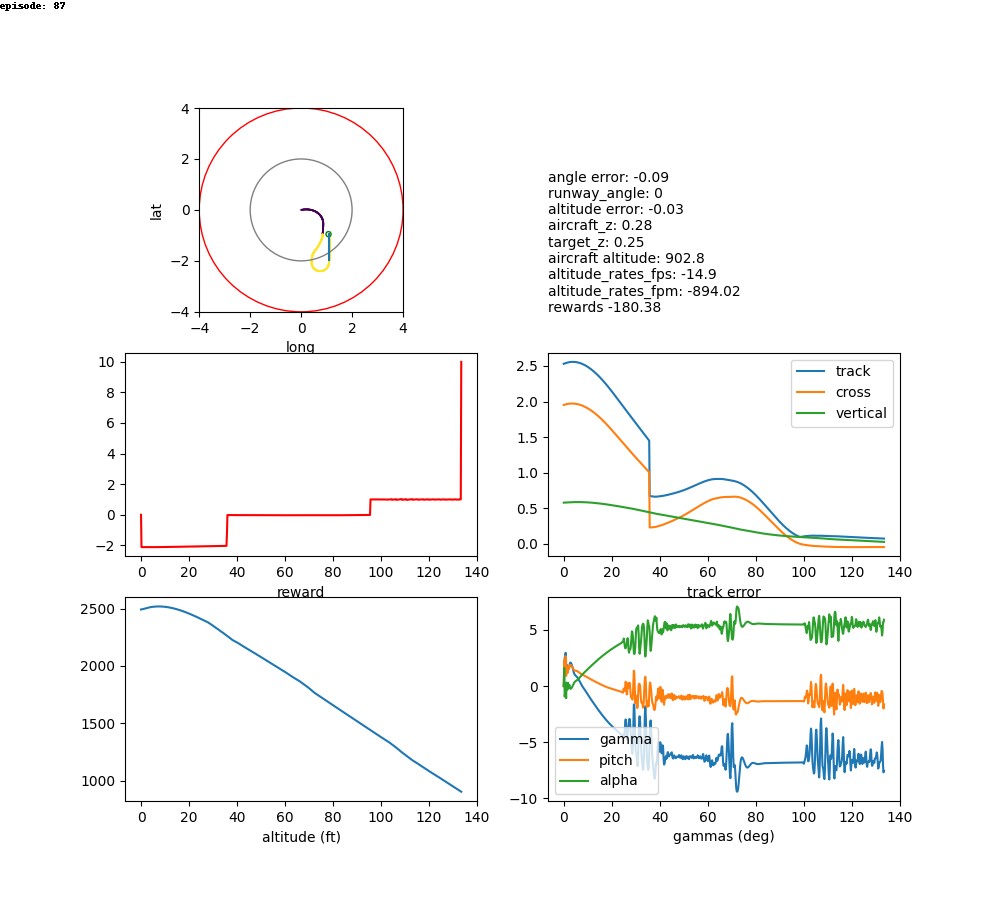 episode: 87
4
2
0
−2
−4
lat
−4 −2 0 2 4
long
angle error: -0.09
runway_angle: 0
altitude error: -0.03
aircraft_z: 0.28
target_z: 0.25
aircraft altitude: 902.8
altitude_rates_fps: -14.9
altitude_rates_fpm: -894.02
rewards -180.38
10
8
6
4
2
0
−2
0 20 40 60 80 100 120 140
reward
2.5
2.0
1.5
1.0
0.5
0.0
track
cross
vertical
0 20 40 60 80 100 120 140
track error
2500
2000
1500
1000
0 20 40 60 80 100 120 140
altitude (ft)
5
0
−5
−10
gamma
pitch
alpha
0 20 40 60 80 100 120 140
gammas (deg)